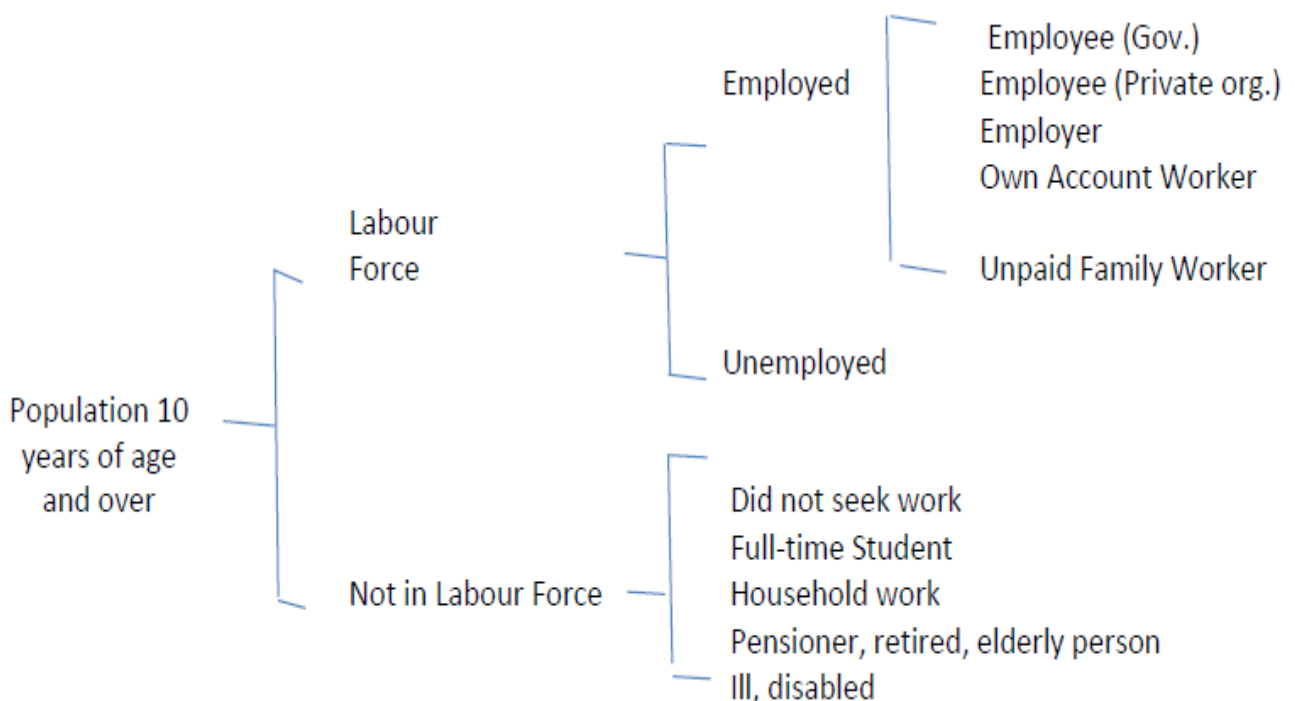 Employee (Gov.)
Employed
Employee (Private org.)
Employer
Own Account Worker
Labour
Force
Unpaid Family Worker
Unemployed
Population 10
years of age
and over
Did not seek work
Full-time Student
Not in Labour Force
Household work
Pensioner, retired, elderly person
Ill, disabled